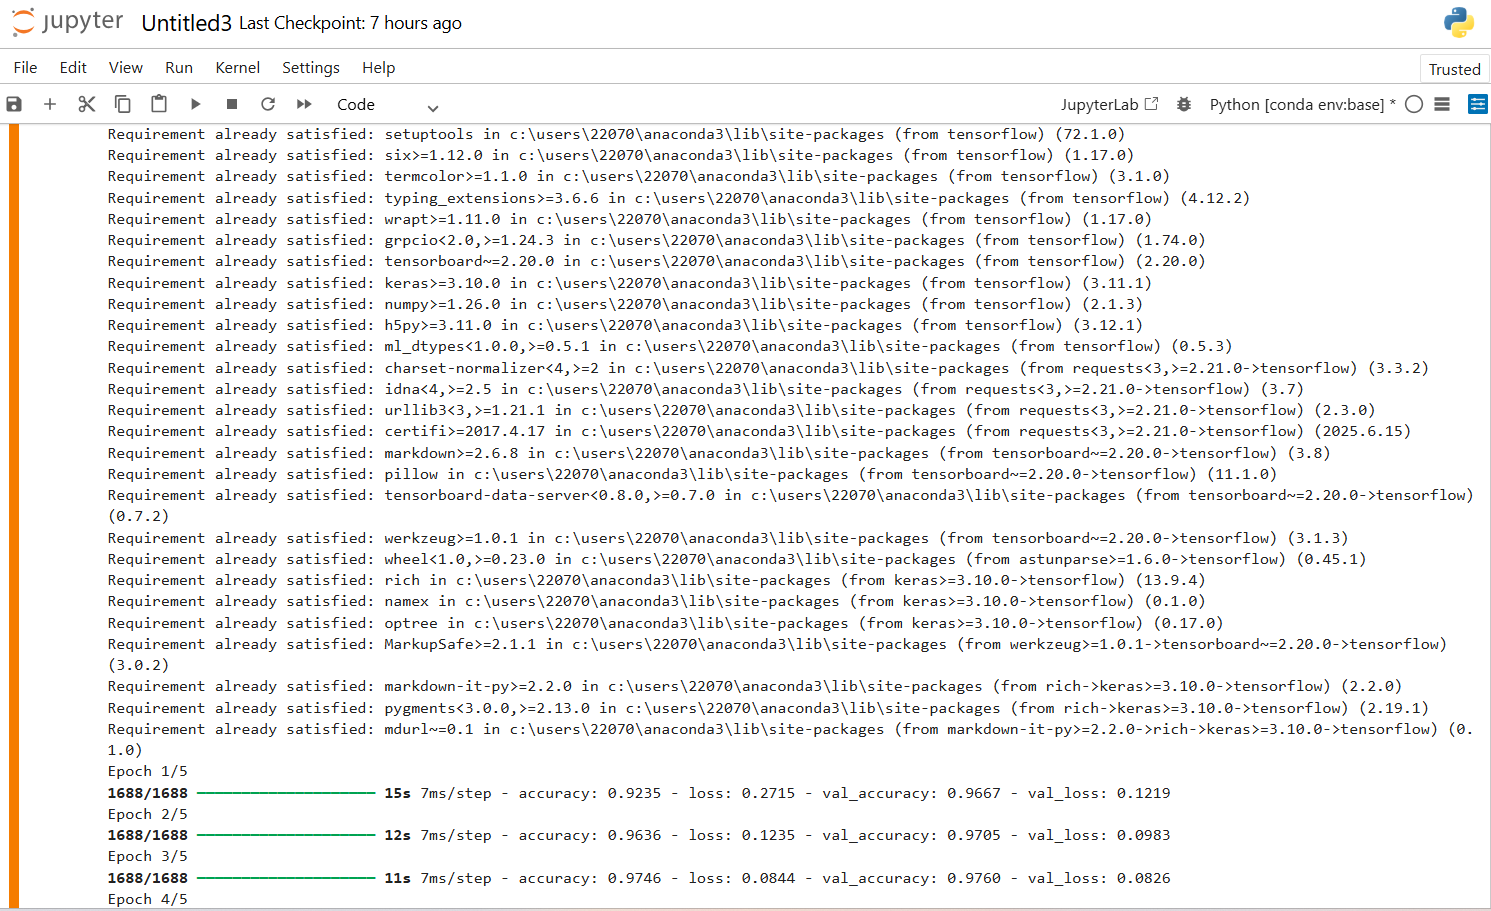 jupyter Untitled3 Last Checkpoint: 7 hours ago
File Edit View Run Kernel Settings Help
Trusted
Code
JupyterLab
Python [conda env:base] *
Requirement already satisfied: setuptools in c:\users\22070\anaconda3\lib\site-packages (from tensorflow) (72.1.0)
Requirement already satisfied: six>=1.12.0 in c:\users\22070\anaconda3\lib\site-packages (from tensorflow) (1.17.0)
Requirement already satisfied: termcolor>=1.1.0 in c:\users\22070\anaconda3\lib\site-packages (from tensorflow) (3.1.0)
Requirement already satisfied: typing_extensions>=3.6.6 in c:\users\22070\anaconda3\lib\site-packages (from tensorflow) (4.12.2)
Requirement already satisfied: wrapt>=1.11.0 in c:\users\22070\anaconda3\lib\site-packages (from tensorflow) (1.17.0)
Requirement already satisfied: grpcio<2.0,>=1.24.3 in c:\users\22070\anaconda3\lib\site-packages (from tensorflow) (1.74.0)
Requirement already satisfied: tensorboard~=2.20.0 in c:\users\22070\anaconda3\lib\site-packages (from tensorflow) (2.20.0)
Requirement already satisfied: keras>=3.10.0 in c:\users\22070\anaconda3\lib\site-packages (from tensorflow) (3.11.1)
Requirement already satisfied: numpy>=1.26.0 in c:\users\22070\anaconda3\lib\site-packages (from tensorflow) (2.1.3)
Requirement already satisfied: h5py>=3.11.0 in c:\users\22070\anaconda3\lib\site-packages (from tensorflow) (3.12.1)
Requirement already satisfied: ml_dtypes<1.0.0,>=0.5.1 in c:\users\22070\anaconda3\lib\site-packages (from tensorflow) (0.5.3)
Requirement already satisfied: charset-normalizer<4,>=2 in c:\users\22070\anaconda3\lib\site-packages (from requests<3,>=2.21.0->tensorflow) (3.3.2)
Requirement already satisfied: idna<4,>=2.5 in c:\users\22070\anaconda3\lib\site-packages (from requests<3,>=2.21.0->tensorflow) (3.7)
Requirement already satisfied: urllib3<3,>=1.21.1 in c:\users\22070\anaconda3\lib\site-packages (from requests<3,>=2.21.0->tensorflow) (2.3.0)
Requirement already satisfied: certifi>=2017.4.17 in c:\users\22070\anaconda3\lib\site-packages (from requests<3,>=2.21.0->tensorflow) (2025.6.15)
Requirement already satisfied: markdown>=2.6.8 in c:\users\22070\anaconda3\lib\site-packages (from tensorboard~=2.20.0->tensorflow) (3.8)
Requirement already satisfied: pillow in c:\users\22070\anaconda3\lib\site-packages (from tensorboard~=2.20.0->tensorflow) (11.1.0)
Requirement already satisfied: tensorboard-data-server<0.8.0,>=0.7.0 in c:\users\22070\anaconda3\lib\site-packages (from tensorboard~=2.20.0->tensorflow)
(0.7.2)
Requirement already satisfied: werkzeug>=1.0.1 in c:\users\22070\anaconda3\lib\site-packages (from tensorboard~=2.20.0->tensorflow) (3.1.3)
Requirement already satisfied: wheel<1.0,>=0.23.0 in c:\users\22070\anaconda3\lib\site-packages (from astunparse>=1.6.0->tensorflow) (0.45.1)
Requirement already satisfied: rich in c:\users\22070\anaconda3\lib\site-packages (from keras>=3.10.0->tensorflow) (13.9.4)
Requirement already satisfied: namex in c:\users\22070\anaconda3\lib\site-packages (from keras>=3.10.0->tensorflow) (0.1.0)
Requirement already satisfied: optree in c:\users\22070\anaconda3\lib\site-packages (from keras>=3.10.0->tensorflow) (0.17.0)
Requirement already satisfied: MarkupSafe>=2.1.1 in c:\users\22070\anaconda3\lib\site-packages (from werkzeug>=1.0.1->tensorboard~=2.20.0->tensorflow)
(3.0.2)
Requirement already satisfied: markdown-it-py>=2.2.0 in c:\users\22070\anaconda3\lib\site-packages (from rich->keras>=3.10.0->tensorflow) (2.2.0)
Requirement already satisfied: pygments<3.0.0,>=2.13.0 in c:\users\22070\anaconda3\lib\site-packages (from rich->keras>=3.10.0->tensorflow) (2.19.1)
Requirement already satisfied: mdurl~=0.1 in c:\users\22070\anaconda3\lib\site-packages (from markdown-it-py>=2.2.0->rich->keras>=3.10.0->tensorflow) (0.
1.0)
Epoch 1/5
1688/1688 ━━━━━━━━━━━━━━━━━━━━ 15s 7ms/step - accuracy: 0.9235 - loss: 0.2715 - val_accuracy: 0.9667 - val_loss: 0.1219
Epoch 2/5
1688/1688 ━━━━━━━━━━━━━━━━━━━━ 12s 7ms/step - accuracy: 0.9636 - loss: 0.1235 - val_accuracy: 0.9705 - val_loss: 0.0983
Epoch 3/5
1688/1688 ━━━━━━━━━━━━━━━━━━━━ 11s 7ms/step - accuracy: 0.9746 - loss: 0.0844 - val_accuracy: 0.9760 - val_loss: 0.0826
Epoch 4/5